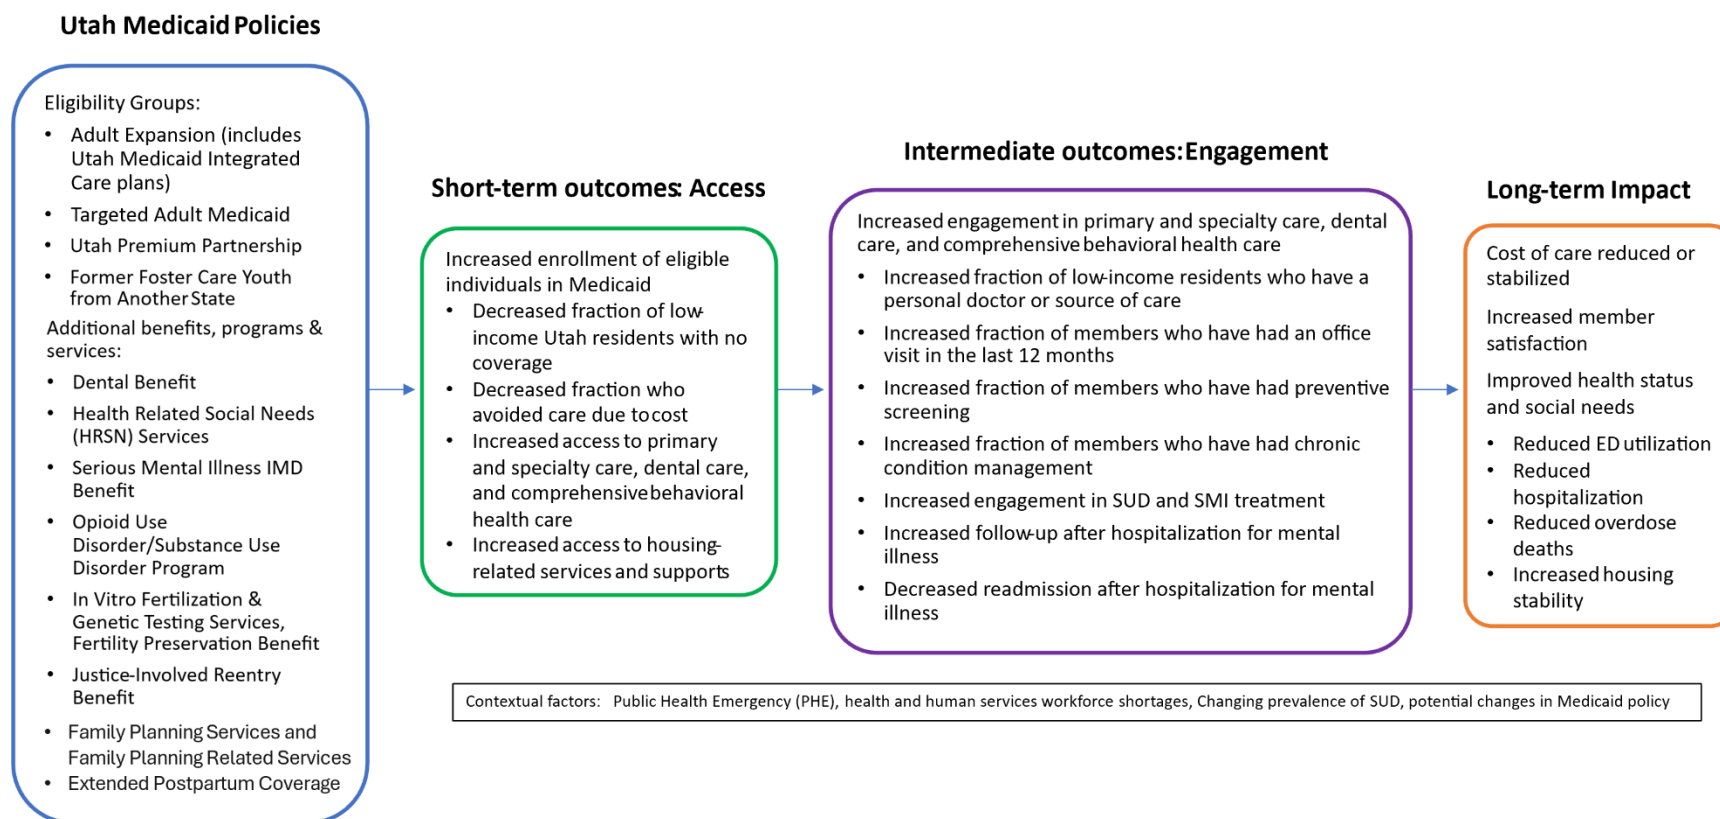 Utah Medicaid Policies
Eligibility Groups:
• Adult Expansion (includes
Utah Medicaid Integrated
Care plans)
• Targeted Adult Medicaid
• Utah Premium Partnership
• Former Foster Care Youth
from Another State
Additional benefits, programs &
services:
• Dental Benefit
• Health Related Social Needs
(HRSN) Services
• Serious Mental Illness IMD
Benefit
• Opioid Use
Disorder/Substance Use
Disorder Program
• In Vitro Fertilization &
Genetic Testing Services,
Fertility Preservation Benefit
• Justice-Involved Reentry
Benefit
• Family Planning Services and
Family Planning Related Services
• Extended Postpartum Coverage
Short-term outcomes: Access
Increased enrollment of eligible
individuals in Medicaid
• Decreased fraction of low-
income Utah residents with no
coverage
• Decreased fraction who
avoided care due to cost
• Increased access to primary
and specialty care, dental care,
and comprehensive behavioral
health care
• Increased access to housing-
related services and supports
Intermediate outcomes: Engagement
Increased engagement in primary and specialty care, dental
care, and comprehensive behavioral health care
• Increased fraction of low-income residents who have a
personal doctor or source of care
• Increased fraction of members who have had an office
visit in the last 12 months
• Increased fraction of members who have had preventive
screening
• Increased fraction of members who have had chronic
condition management
• Increased engagement in SUD and SMI treatment
• Increased follow-up after hospitalization for mental
illness
• Decreased readmission after hospitalization for mental
illness
Long-term Impact
Cost of care reduced or
stabilized
Increased member
satisfaction
Improved health status
and social needs
• Reduced ED utilization
• Reduced
hospitalization
• Reduced overdose
deaths
• Increased housing
stability
Contextual factors: Public Health Emergency (PHE), health and human services workforce shortages, Changing prevalence of SUD, potential changes in Medicaid policy